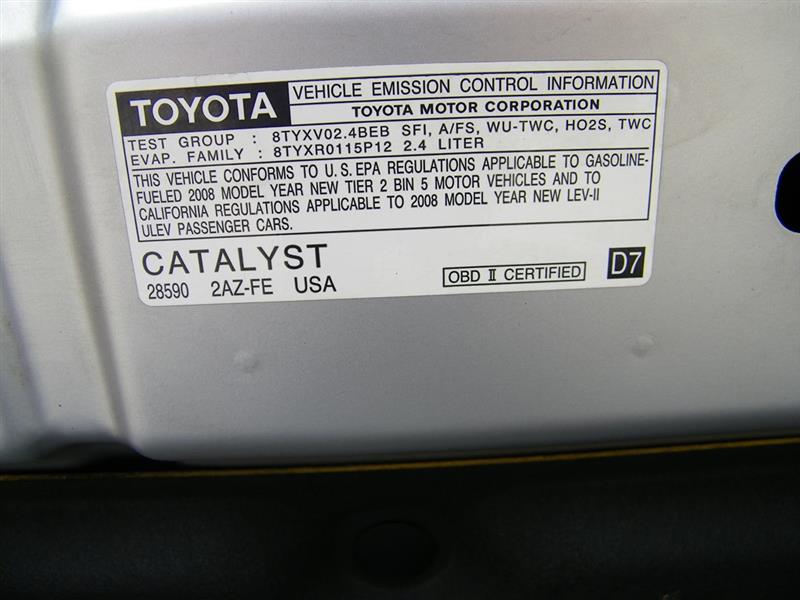 TOYOTA VEHICLE EMISSION CONTROL INFORMATION
TOYOTA MOTOR CORPORATION
TEST GROUP : 8TYXV02.4BEB SFI, A/FS, WU-TWC, HO2S, TWC
EVAP. FAMILY : 8TYXR0115P12 2.4 LITER
THIS VEHICLE CONFORMS TO U.S. EPA REGULATIONS APPLICABLE TO GASOLINE-
FUELED 2008 MODEL YEAR NEW TIER 2 BIN 5 MOTOR VEHICLES AND TO
CALIFORNIA REGULATIONS APPLICABLE TO 2008 MODEL YEAR NEW LEV-II
ULEV PASSENGER CARS.
CATALYST
28590 2AZ-FE USA OBD II CERTIFIED D7